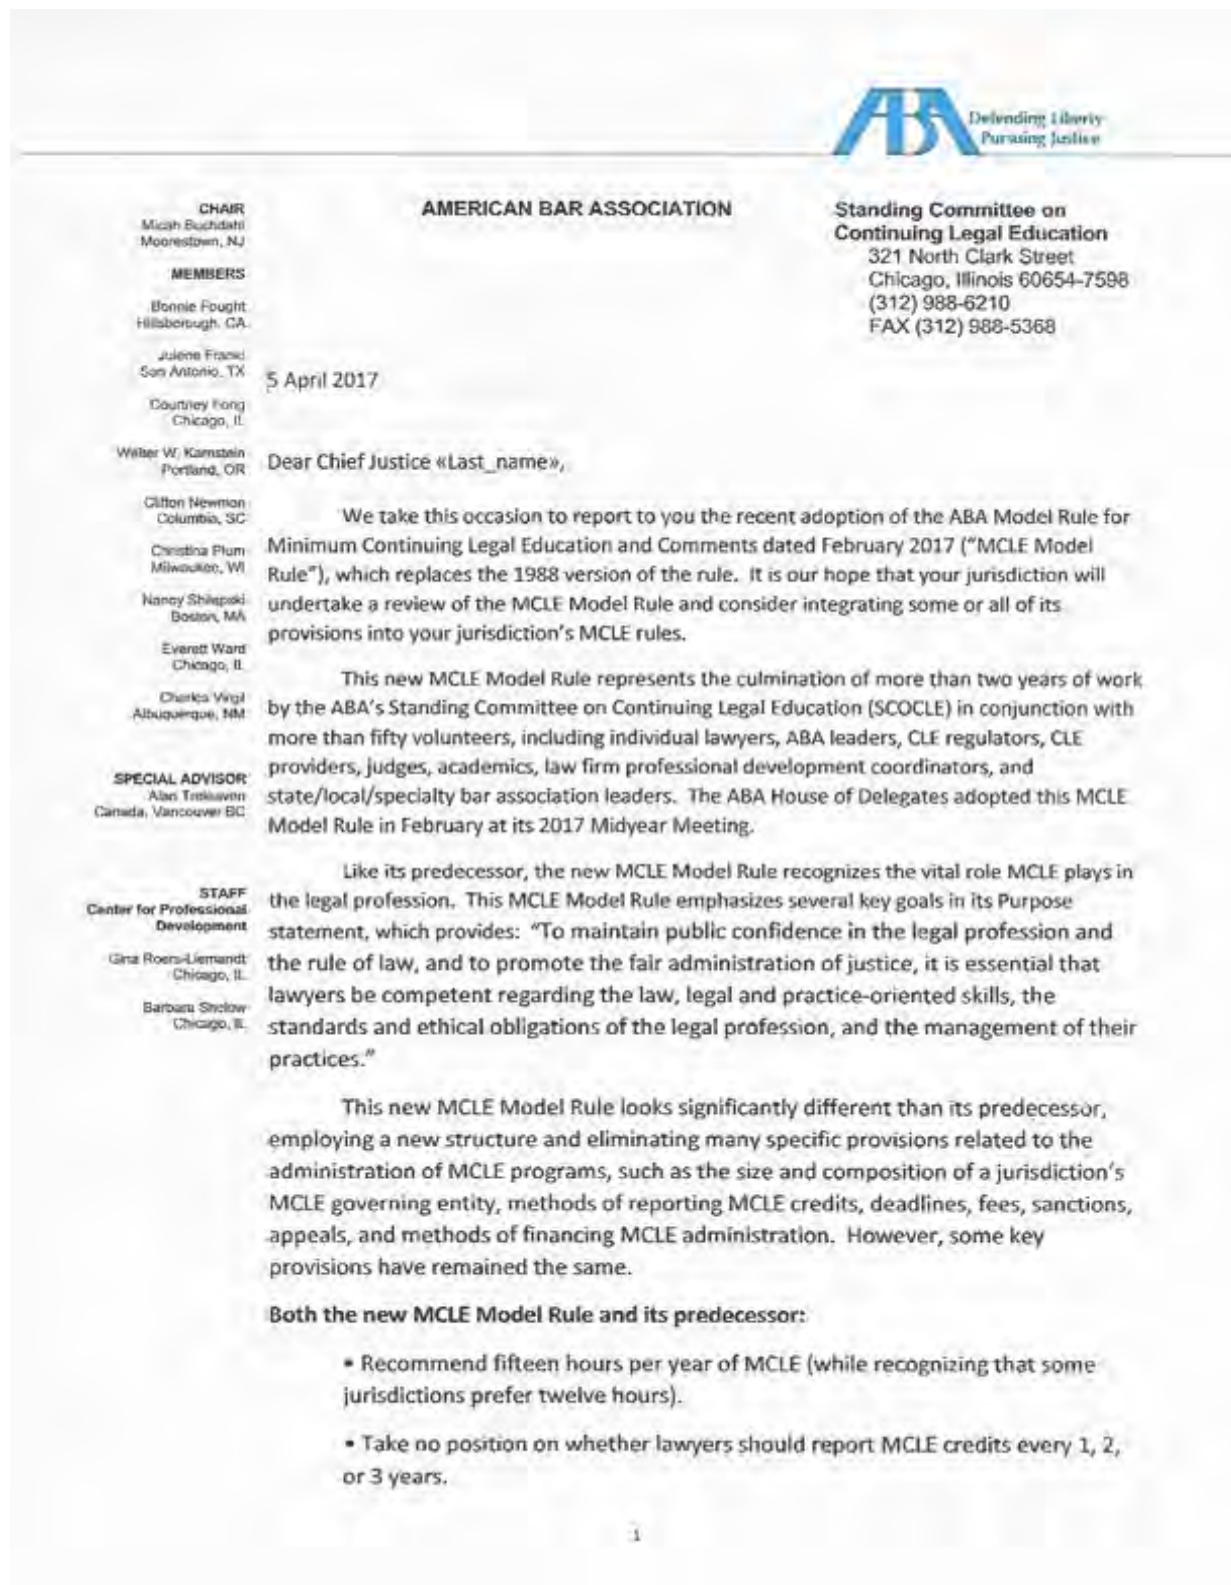 ABA
Defending Liberty
Pursuing Justice
AMERICAN BAR ASSOCIATION
Standing Committee on
Continuing Legal Education
321 North Clark Street
Chicago, Illinois 60654-7598
(312) 988-6210
FAX (312) 988-5368
CHAIR
Micah Buchdahl
Moorestown, NJ
MEMBERS
Bonnie Fought
Hillsborough, CA
Julene Franki
San Antonio, TX
Courtney Fong
Chicago, IL
Walter W. Karnstein
Portland, OR
Clifton Newman
Columbia, SC
Christina Plum
Milwaukee, WI
Nancy
Boston, MA
Everett Ward
Chicago, IL
Charles Virgil
Albuquerque, NM
SPECIAL ADVISOR
Alan Treleaven
Canada, Vancouver BC
STAFF
Center for Professional
Development
Gina Roers-Liemandt
Chicago, IL
Barbara
Chicago, IL
5 April 2017
Dear Chief Justice «Last_name»,
We take this occasion to report to you the recent adoption of the ABA Model Rule for
Minimum Continuing Legal Education and Comments dated February 2017 (“MCLE Model
Rule”), which replaces the 1988 version of the rule. It is our hope that your jurisdiction will
undertake a review of the MCLE Model Rule and consider integrating some or all of its
provisions into your jurisdiction’s MCLE rules.
This new MCLE Model Rule represents the culmination of more than two years of work
by the ABA’s Standing Committee on Continuing Legal Education (SCOCLE) in conjunction with
more than fifty volunteers, including individual lawyers, ABA leaders, CLE regulators, CLE
providers, judges, academics, law firm professional development coordinators, and
state/local/specialty bar association leaders. The ABA House of Delegates adopted this MCLE
Model Rule in February at its 2017 Midyear Meeting.
Like its predecessor, the new MCLE Model Rule recognizes the vital role MCLE plays in
the legal profession. This MCLE Model Rule emphasizes several key goals in its Purpose
statement, which provides: “To maintain public confidence in the legal profession and
the rule of law, and to promote the fair administration of justice, it is essential that
lawyers be competent regarding the law, legal and practice-oriented skills, the
standards and ethical obligations of the legal profession, and the management of their
practices.”
This new MCLE Model Rule looks significantly different than its predecessor,
employing a new structure and eliminating many specific provisions related to the
administration of MCLE programs, such as the size and composition of a jurisdiction’s
MCLE governing entity, methods of reporting MCLE credits, deadlines, fees, sanctions,
appeals, and methods of financing MCLE administration. However, some key
provisions have remained the same.
Both the new MCLE Model Rule and its predecessor:
• Recommend fifteen hours per year of MCLE (while recognizing that some
jurisdictions prefer twelve hours).
• Take no position on whether lawyers should report MCLE credits every 1, 2,
or 3 years.
1